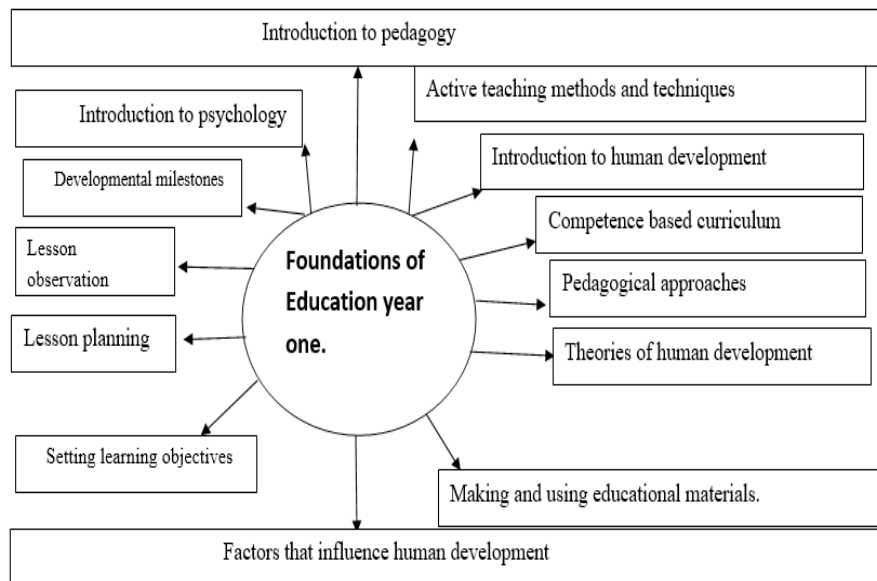 Introduction to pedagogy
Active teaching methods and techniques
Introduction to psychology
Introduction to human development
Developmental milestones
Competence based curriculum
Lesson
observation
Foundations of
Education year
one.
Pedagogical approaches
Lesson planning
Theories of human development
Setting learning objectives
Making and using educational materials.
Factors that influence human development